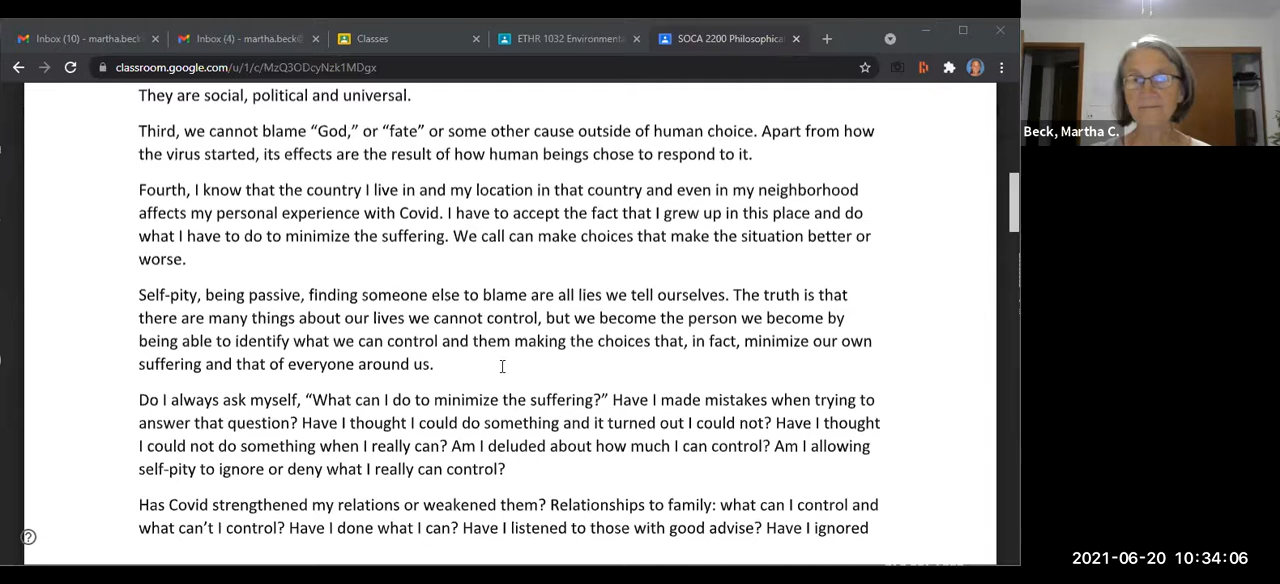 Inbox (10) - martha.beck
Inbox (4) - martha.beck
Classes
ETHR 1032 Environmenta
SOCA 2200 Philosophica
classroom.google.com/u/1/c/MzQ3ODcyNzk1MDgx
They are social, political and universal.
Third, we cannot blame “God,” or “fate” or some other cause outside of human choice. Apart from how
the virus started, its effects are the result of how human beings chose to respond to it.
Fourth, I know that the country I live in and my location in that country and even in my neighborhood
affects my personal experience with Covid. I have to accept the fact that I grew up in this place and do
what I have to do to minimize the suffering. We call can make choices that make the situation better or
worse.
Self-pity, being passive, finding someone else to blame are all lies we tell ourselves. The truth is that
there are many things about our lives we cannot control, but we become the person we become by
being able to identify what we can control and them making the choices that, in fact, minimize our own
suffering and that of everyone around us.
Do I always ask myself, “What can I do to minimize the suffering?” Have I made mistakes when trying to
answer that question? Have I thought I could do something and it turned out I could not? Have I thought
I could not do something when I really can? Am I deluded about how much I can control? Am I allowing
self-pity to ignore or deny what I really can control?
Has Covid strengthened my relations or weakened them? Relationships to family: what can I control and
what can’t I control? Have I done what I can? Have I listened to those with good advise? Have I ignored
Beck, Martha C.
2021-06-20 10:34:06